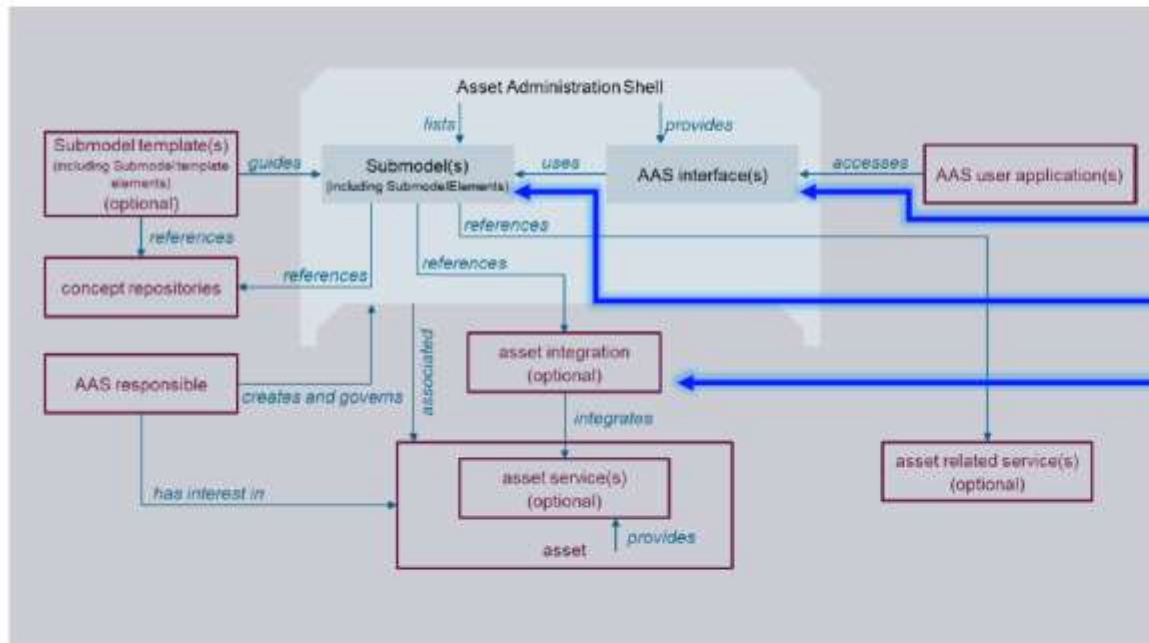 Asset Administration Shell
lists
provides
Submodel template(s)
(including Submodel template
elements)
(optional)
guides
Submodel(s)
(including SubmodelElements)
uses
AAS interface(s)
accesses
AAS user application(s)
references
references
references
references
concept repositories
asset integration
(optional)
AAS responsible
creates and governs
associated
integrates
has interest in
asset service(s)
(optional)
asset
provides
asset related service(s)
(optional)